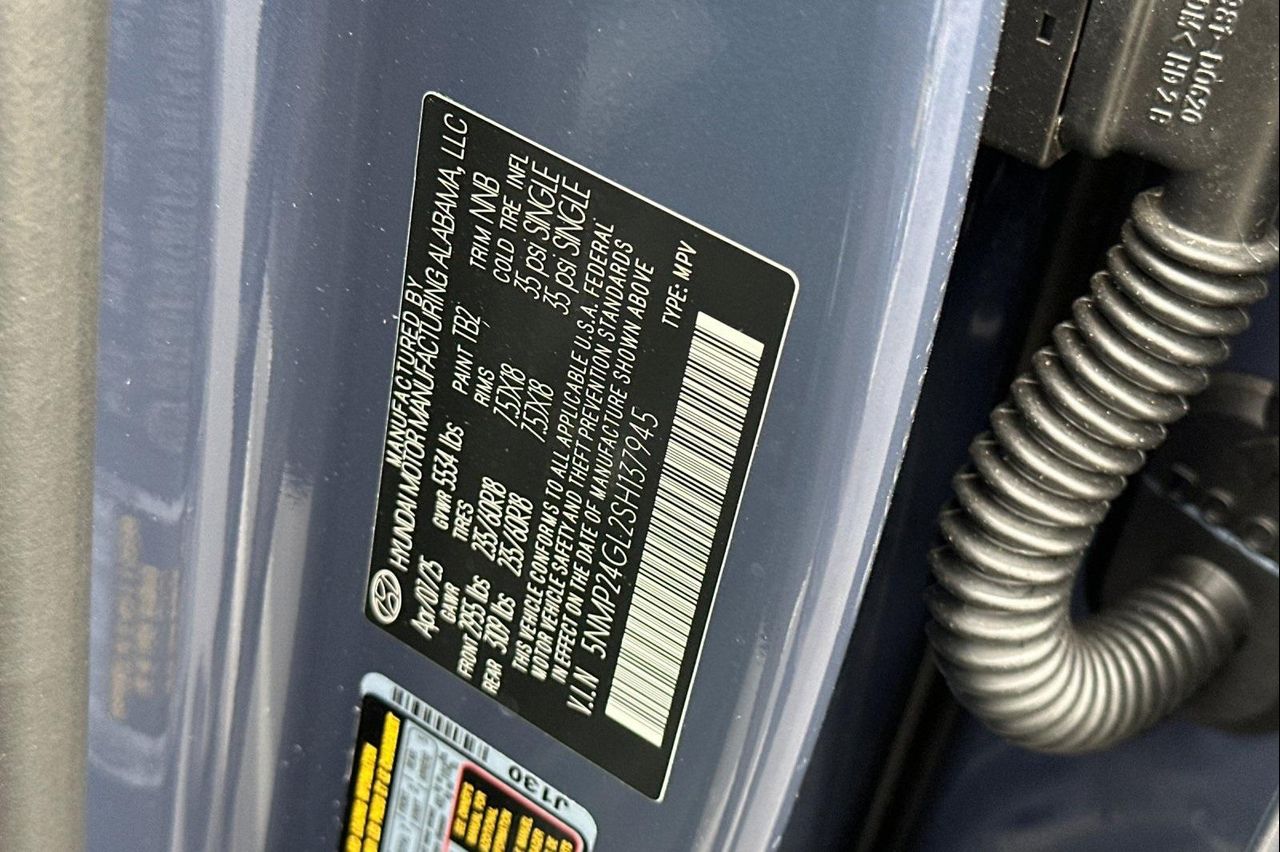 MANUFACTURED BY
HYUNDAI MOTOR MANUFACTURING ALABAMA, LLC
Apr/07/25 GVWR 5534 lbs PAINT TB2 TRIM NNB
GAWR TIRES RIMS COLD TIRE INFL
FRONT 2955 lbs 235/60R18 7.5JX18 35 psi SINGLE
REAR 3109 lbs 235/60R18 7.5JX18 35 psi SINGLE
THIS VEHICLE CONFORMS TO ALL APPLICABLE U.S.A. FEDERAL
MOTOR VEHICLE SAFETY AND THEFT PREVENTION STANDARDS
IN EFFECT ON THE DATE OF MANUFACTURE SHOWN ABOVE
V.I.N 5NMP24GL2SH137945 TYPE: MPV
J130